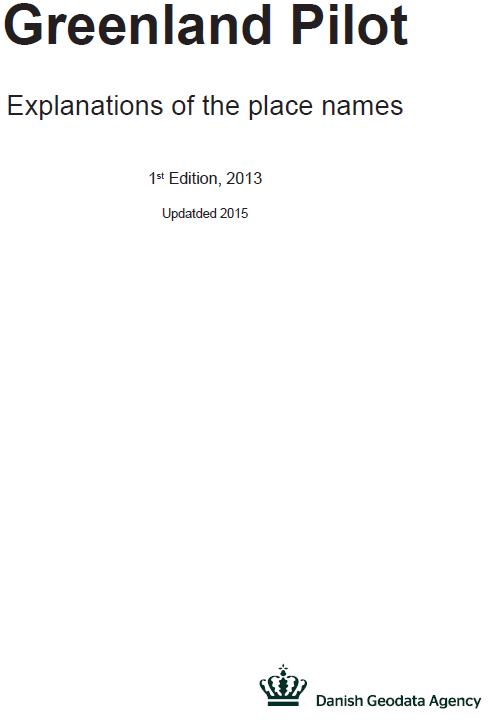 Greenland Pilot
Explanations of the place names
1st Edition, 2013
Updatded 2015
Danish Geodata Agency